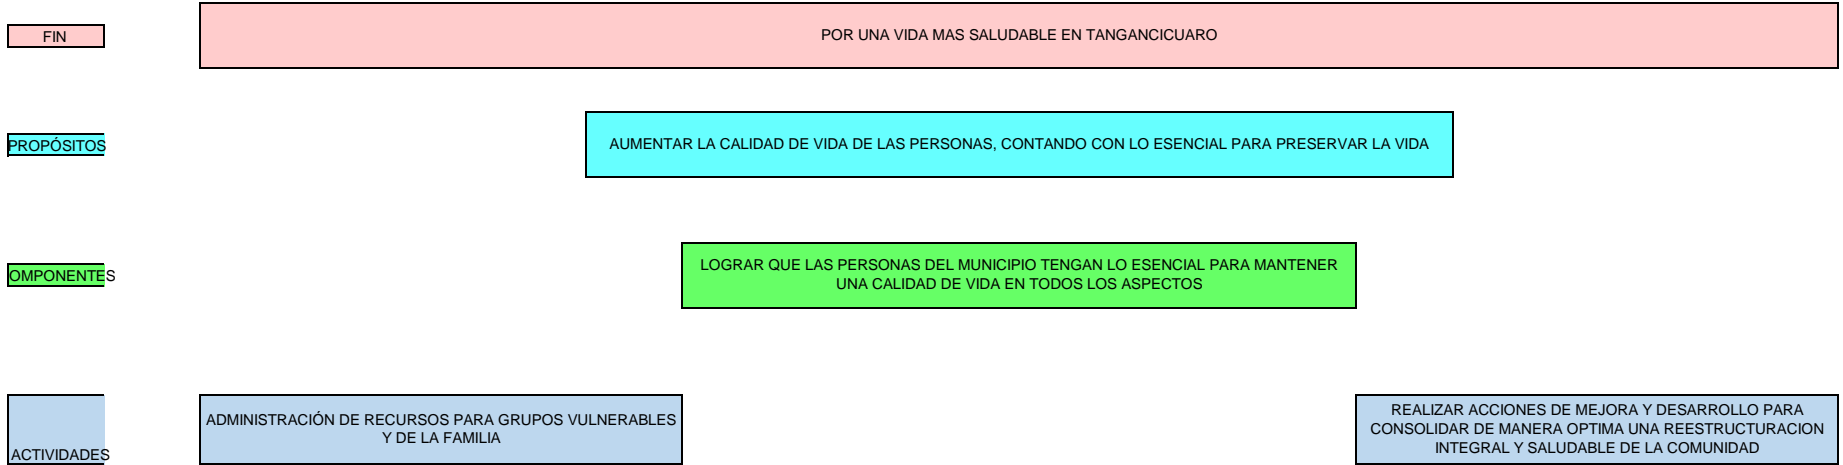 FIN
POR UNA VIDA MAS SALUDABLE EN TANGANCICUARO
PROPÓSITOS
AUMENTAR LA CALIDAD DE VIDA DE LAS PERSONAS, CONTANDO CON LO ESENCIAL PARA PRESERVAR LA VIDA
OMPONENTES
LOGRAR QUE LAS PERSONAS DEL MUNICIPIO TENGAN LO ESENCIAL PARA MANTENER
UNA CALIDAD DE VIDA EN TODOS LOS ASPECTOS
ACTIVIDADES
ADMINISTRACIÓN DE RECURSOS PARA GRUPOS VULNERABLES
Y DE LA FAMILIA
REALIZAR ACCIONES DE MEJORA Y DESARROLLO PARA
CONSOLIDAR DE MANERA OPTIMA UNA REESTRUCTURACION
INTEGRAL Y SALUDABLE DE LA COMUNIDAD